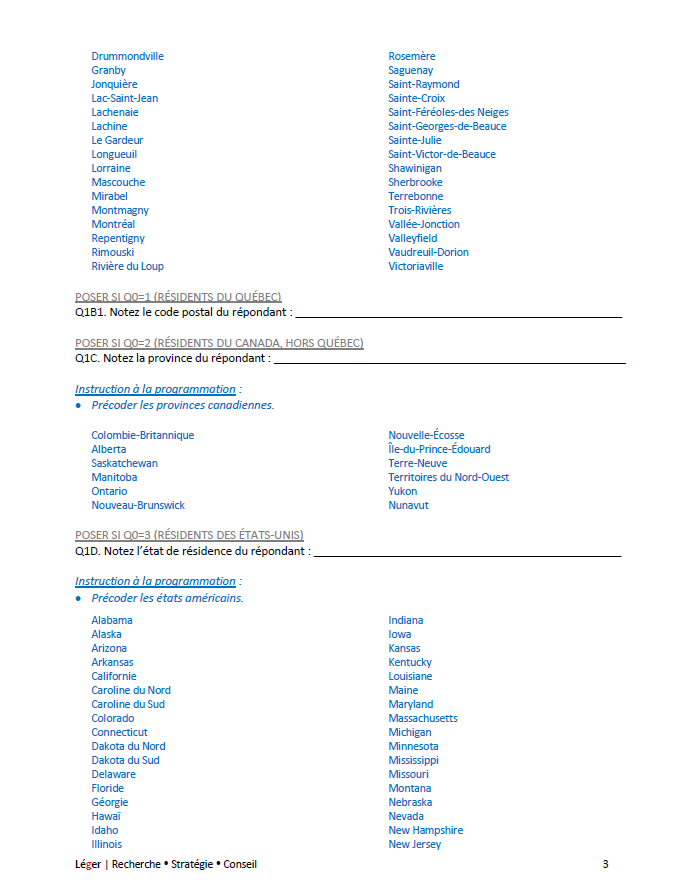 Drummondville
Granby
Jonquière
Lac-Saint-Jean
Lachenaie
Lachine
Le Gardeur
Longueuil
Lorraine
Mascouche
Mirabel
Montmagny
Montréal
Repentigny
Rimouski
Rivière du Loup
Rosemère
Saguenay
Saint-Raymond
Sainte-Croix
Saint-Féréoles-des Neiges
Saint-Georges-de-Beauce
Sainte-Julie
Saint-Victor-de-Beauce
Shawinigan
Sherbrooke
Terrebonne
Trois-Rivières
Vallée-Jonction
Valleyfield
Vaudreuil-Dorion
Victoriaville
POSER SI Q0=1 (RÉSIDENTS DU QUÉBEC)
Q1B1. Notez le code postal du répondant :
POSER SI Q0=2 (RÉSIDENTS DU CANADA, HORS QUÉBEC)
Q1C. Notez la province du répondant :
Instruction à la programmation :
• Précoder les provinces canadiennes.
Colombie-Britannique
Alberta
Saskatchewan
Manitoba
Ontario
Nouveau-Brunswick
Nouvelle-Écosse
Île-du-Prince-Édouard
Terre-Neuve
Territoires du Nord-Ouest
Yukon
Nunavut
POSER SI Q0=3 (RÉSIDENTS DES ÉTATS-UNIS)
Q1D. Notez l'état de résidence du répondant :
Instruction à la programmation :
• Précoder les états américains.
Alabama
Alaska
Arizona
Arkansas
Californie
Caroline du Nord
Caroline du Sud
Colorado
Connecticut
Dakota du Nord
Dakota du Sud
Delaware
Floride
Géorgie
Hawaï
Idaho
Illinois
Indiana
Iowa
Kansas
Kentucky
Louisiane
Maine
Maryland
Massachusetts
Michigan
Minnesota
Mississippi
Missouri
Montana
Nebraska
Nevada
New Hampshire
New Jersey
Léger | Recherche • Stratégie • Conseil 3